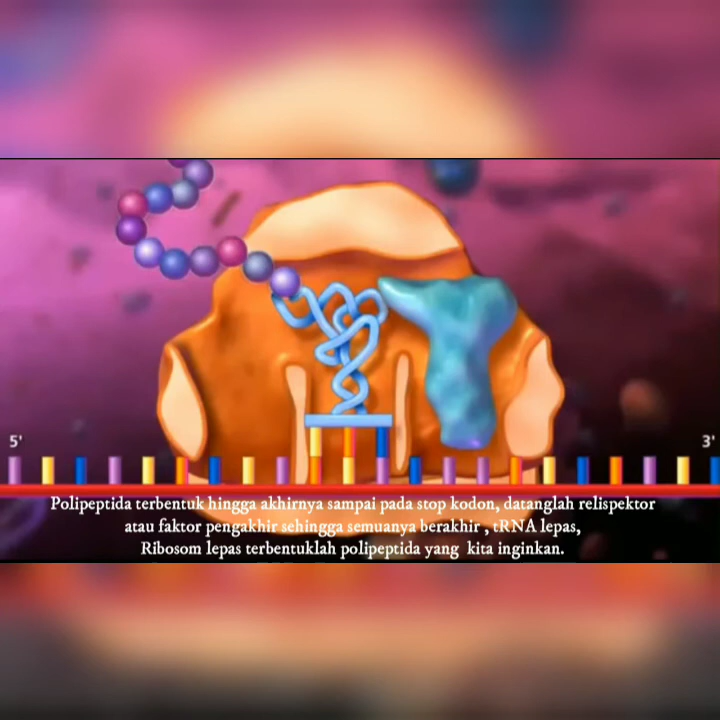 5'
3'
Polipeptida terbentuk hingga akhirnya sampai pada stop kodon, datanglah relispektor
atau faktor pengakhir sehingga semuanya berakhir , tRNA lepas,
Ribosom lepas terbentuklah polipeptida yang kita inginkan.